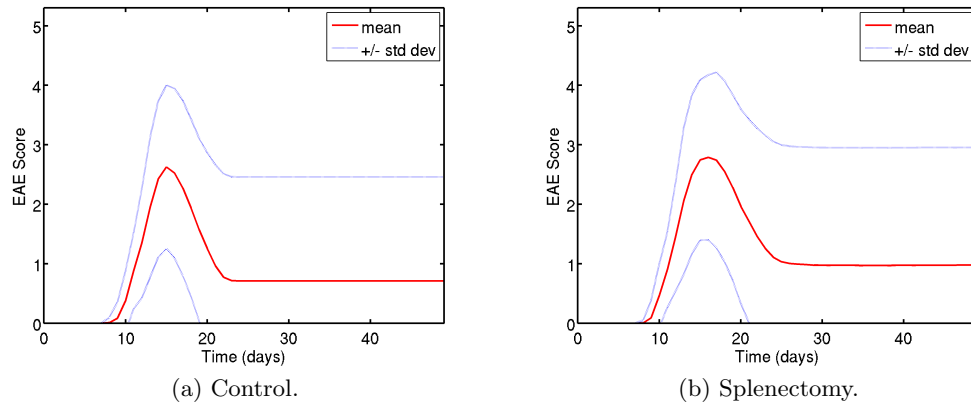 5
4
3
2
1
0
EAE Score
0
10
20
30
40
Time (days)
mean
+/- std dev
(a) Control.
5
4
3
2
1
0
EAE Score
0
10
20
30
40
Time (days)
mean
+/- std dev
(b) Splenectomy.